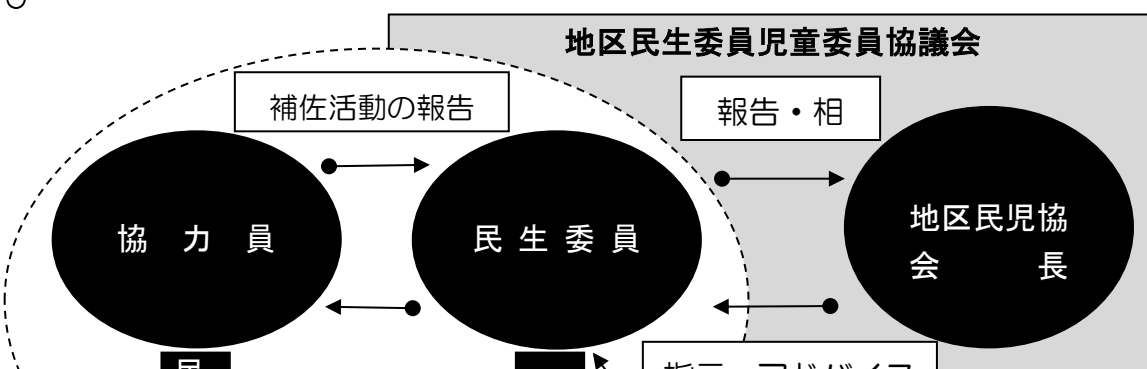 地区民生委員児童委員協議会
補佐活動の報告
報告・相
協力員
民生委員
地区民児協
会長